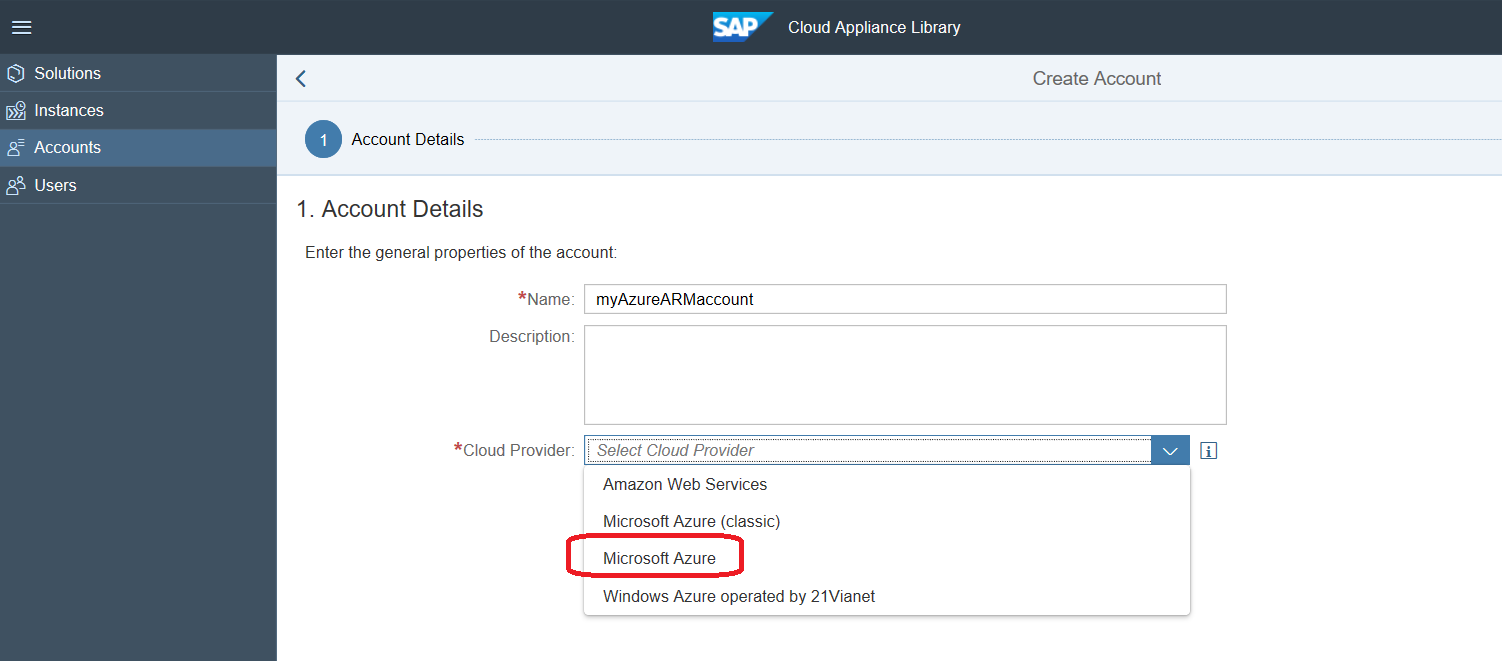 SAP Cloud Appliance Library
Solutions
Instances
Accounts
Users
Create Account
1 Account Details
1. Account Details
Enter the general properties of the account:
*Name: myAzureARMaccount
Description:
*Cloud Provider: Select Cloud Provider
Amazon Web Services
Microsoft Azure (classic)
Microsoft Azure
Windows Azure operated by 21Vianet